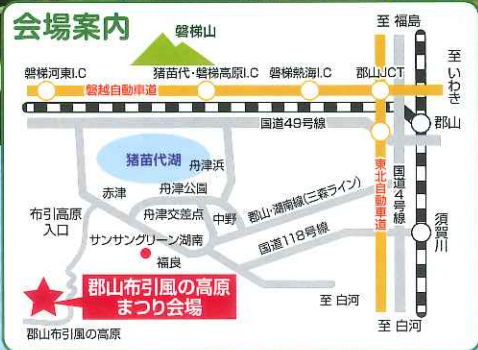 会場案内
磐梯山
至 福島
至 いわき
磐梯河東I.C
猪苗代・磐梯高原I.C
磐梯熱海I.C
郡山JCT
磐越自動車道
国道49号線
郡山
猪苗代湖
舟津浜
赤津
舟津公園
布引高原
入口
舟津交差点
中野
郡山・湖南線(三森ライン)
東北自動車道
国道4号線
須賀川
サンサングリーン湖南
福良
国道118号線
郡山布引風の高原
まつり会場
至 白河
至 白河
郡山布引風の高原